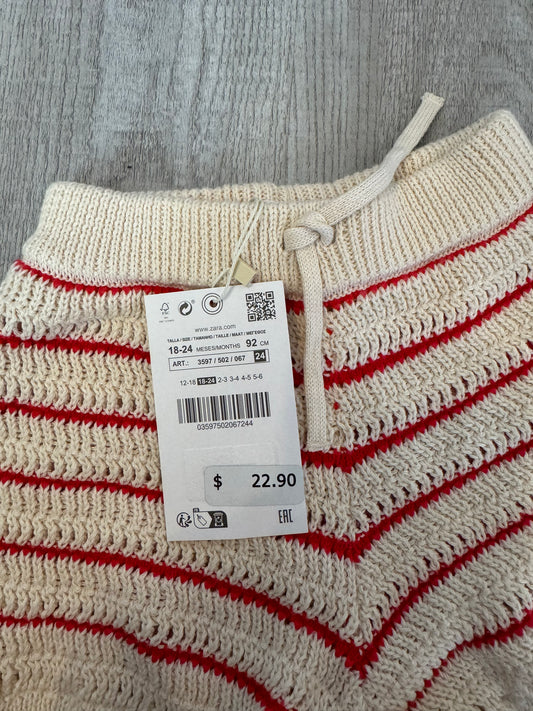 www.zara.com
TALLA / SIZE / TAMANHO / TAILLE / MAAT / ΜΕΓΕΘΟΣ
18-24 MESES/MONTHS 92 CM
ART.: 3597 / 502 / 067 24
12-18 18-24 2-3 3-4 4-5 5-6
03597502067244
$ 22.90
EAC